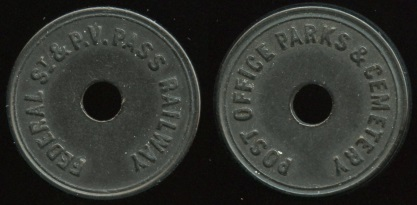 FEDERAL St. & P.V. PASS RAILWAY
POST OFFICE PARKS & CEMETERY